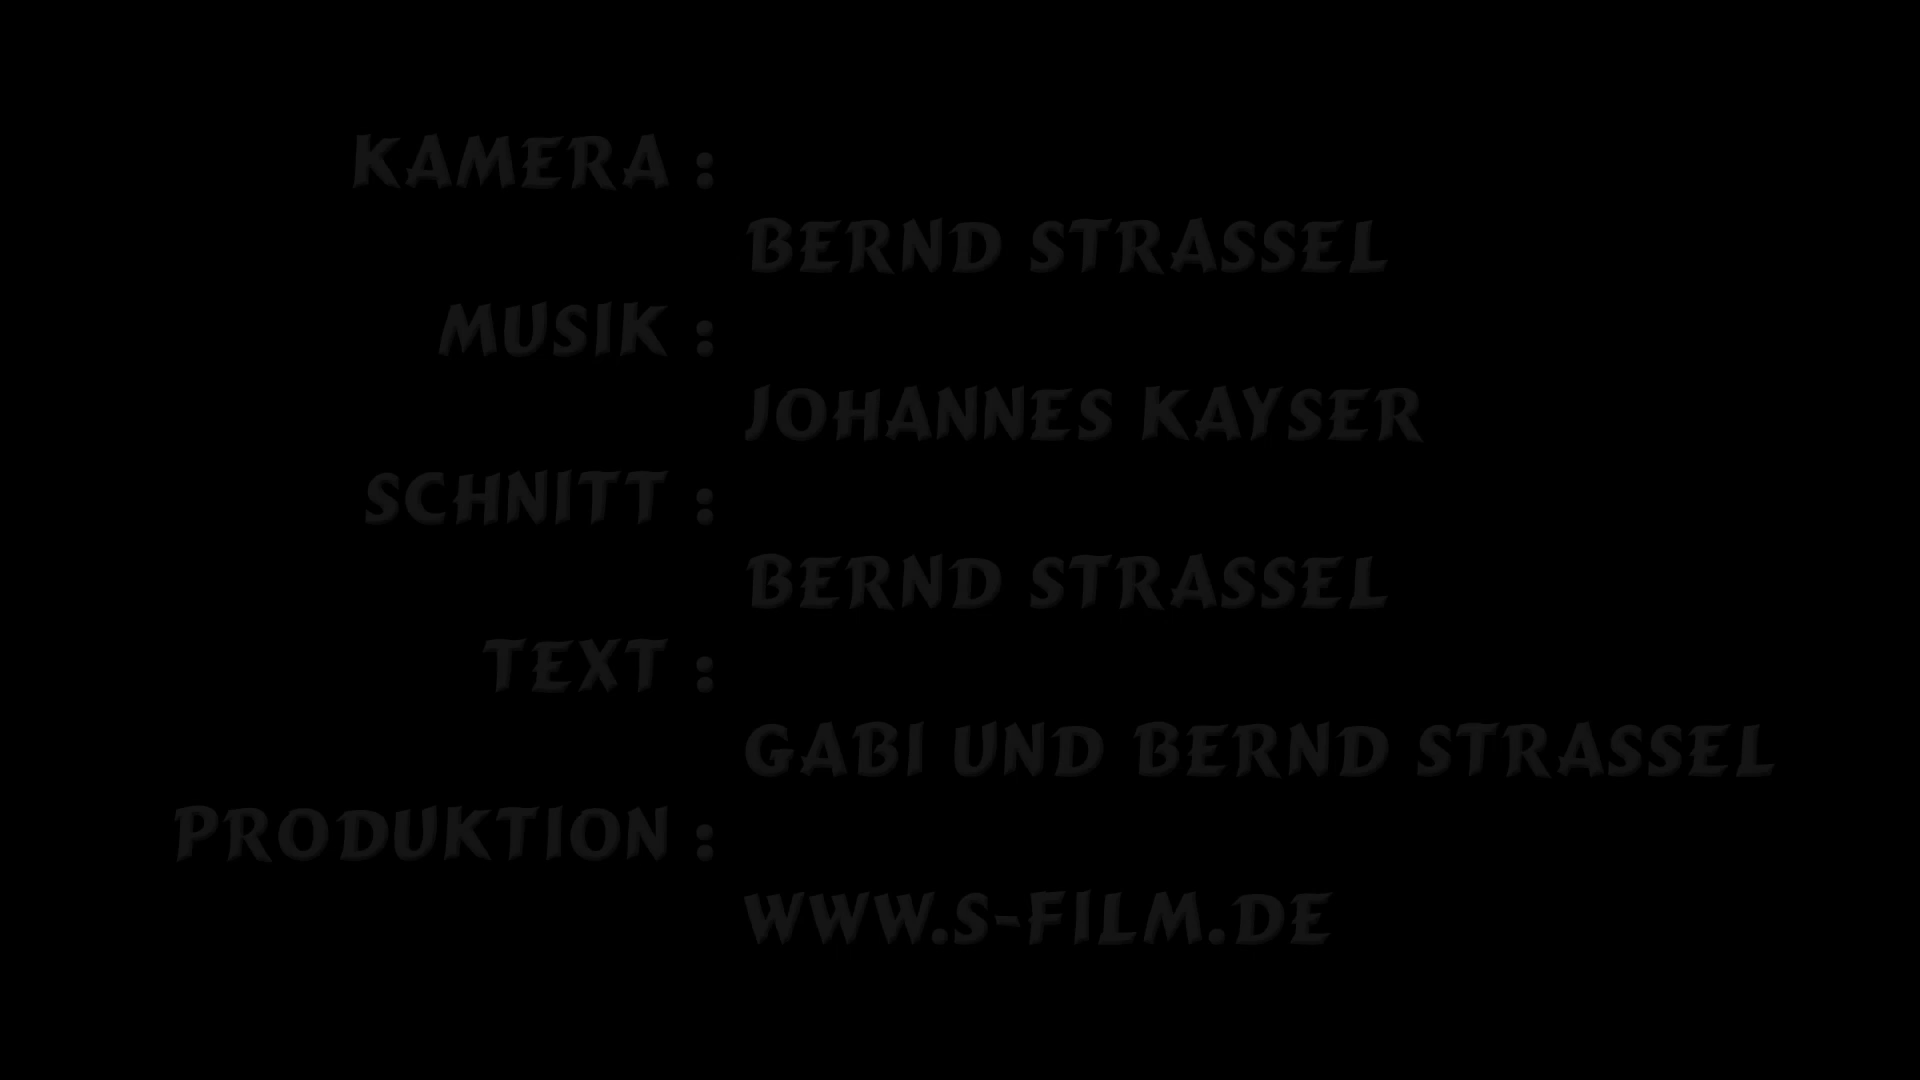 KAMERA :
BERND STRASSEL
MUSIK :
JOHANNES KAYSER
SCHNITT :
BERND STRASSEL
TEXT :
GABI UND BERND STRASSEL
PRODUKTION :
WWW.S-FILM.DE